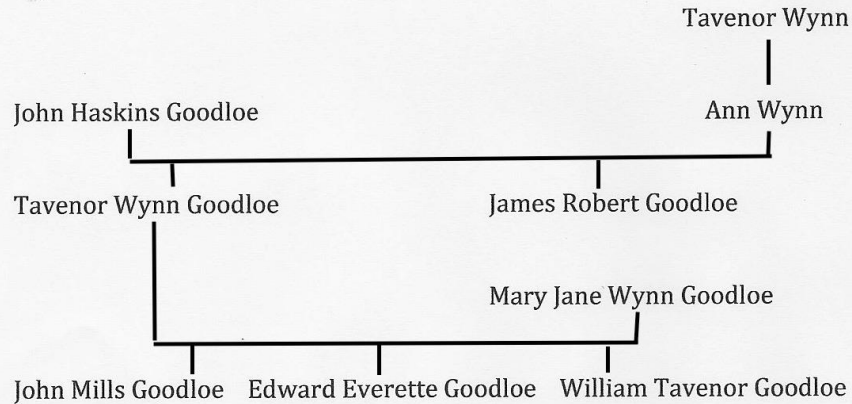 Tavenor Wynn
John Haskins Goodloe Ann Wynn
Tavenor Wynn Goodloe James Robert Goodloe
Mary Jane Wynn Goodloe
John Mills Goodloe Edward Everette Goodloe William Tavenor Goodloe